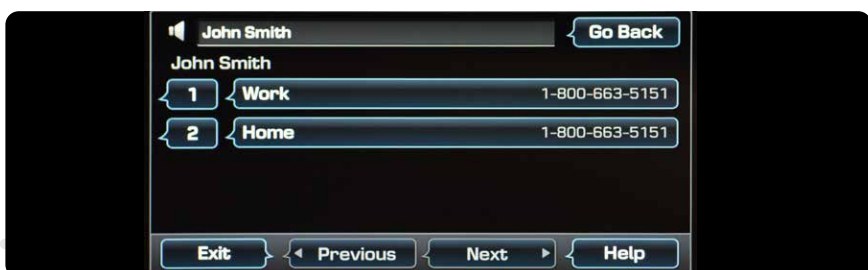 John Smith Go Back
John Smith
1 Work 1-800-663-5151
2 Home 1-800-663-5151
Exit Previous Next Help